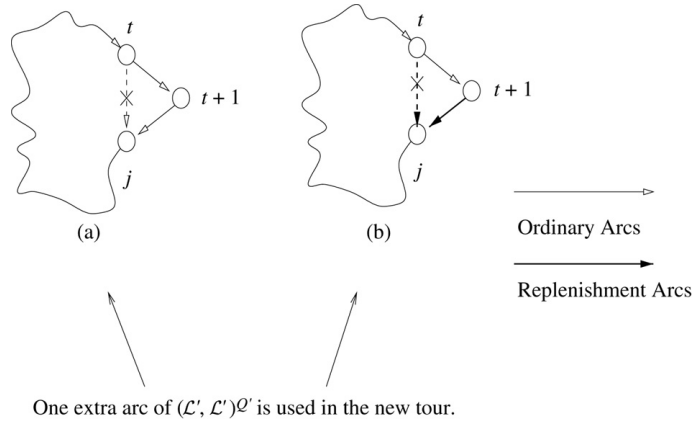 t
t + 1
j
(a)
t
t + 1
j
(b)
Ordinary Arcs
Replenishment Arcs
One extra arc of (𝓛′, 𝓛′)^𝒬′ is used in the new tour.